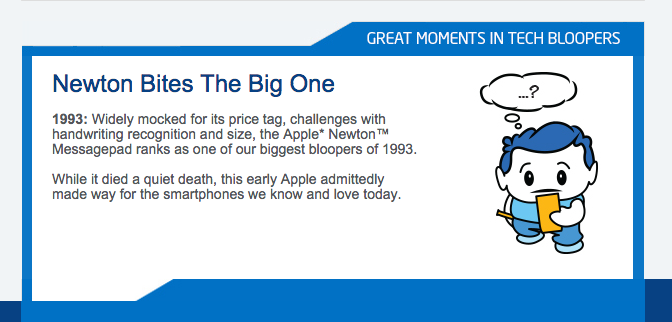 GREAT MOMENTS IN TECH BLOOPERS
Newton Bites The Big One
...?
1993: Widely mocked for its price tag, challenges with
handwriting recognition and size, the Apple* Newton™
Messagepad ranks as one of our biggest bloopers of 1993.
While it died a quiet death, this early Apple admittedly
made way for the smartphones we know and love today.